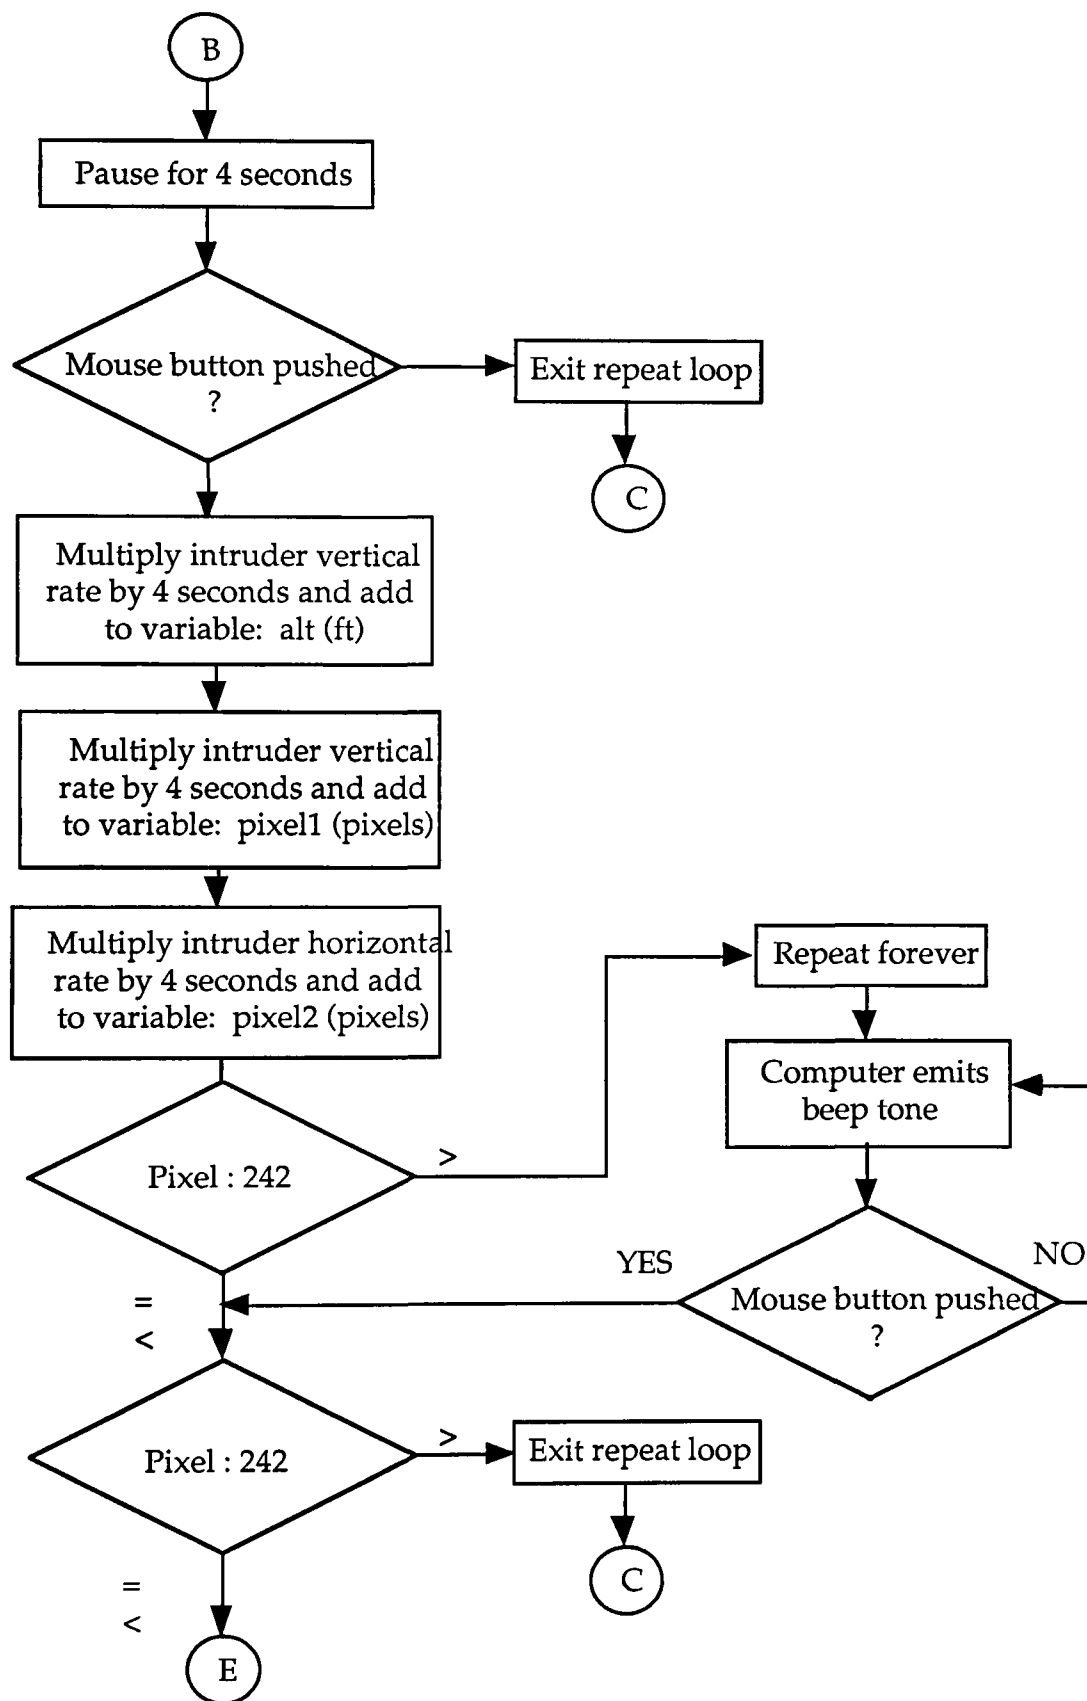 B
Pause for 4 seconds
Mouse button pushed
?
Exit repeat loop
C
Multiply intruder vertical
rate by 4 seconds and add
to variable: alt (ft)
Multiply intruder vertical
rate by 4 seconds and add
to variable: pixel1 (pixels)
Multiply intruder horizontal
rate by 4 seconds and add
to variable: pixel2 (pixels)
Repeat forever
Computer emits
beep tone
Pixel : 242
>
YES
NO
Mouse button pushed
?
=
<
Pixel : 242
>
Exit repeat loop
C
=
<
E